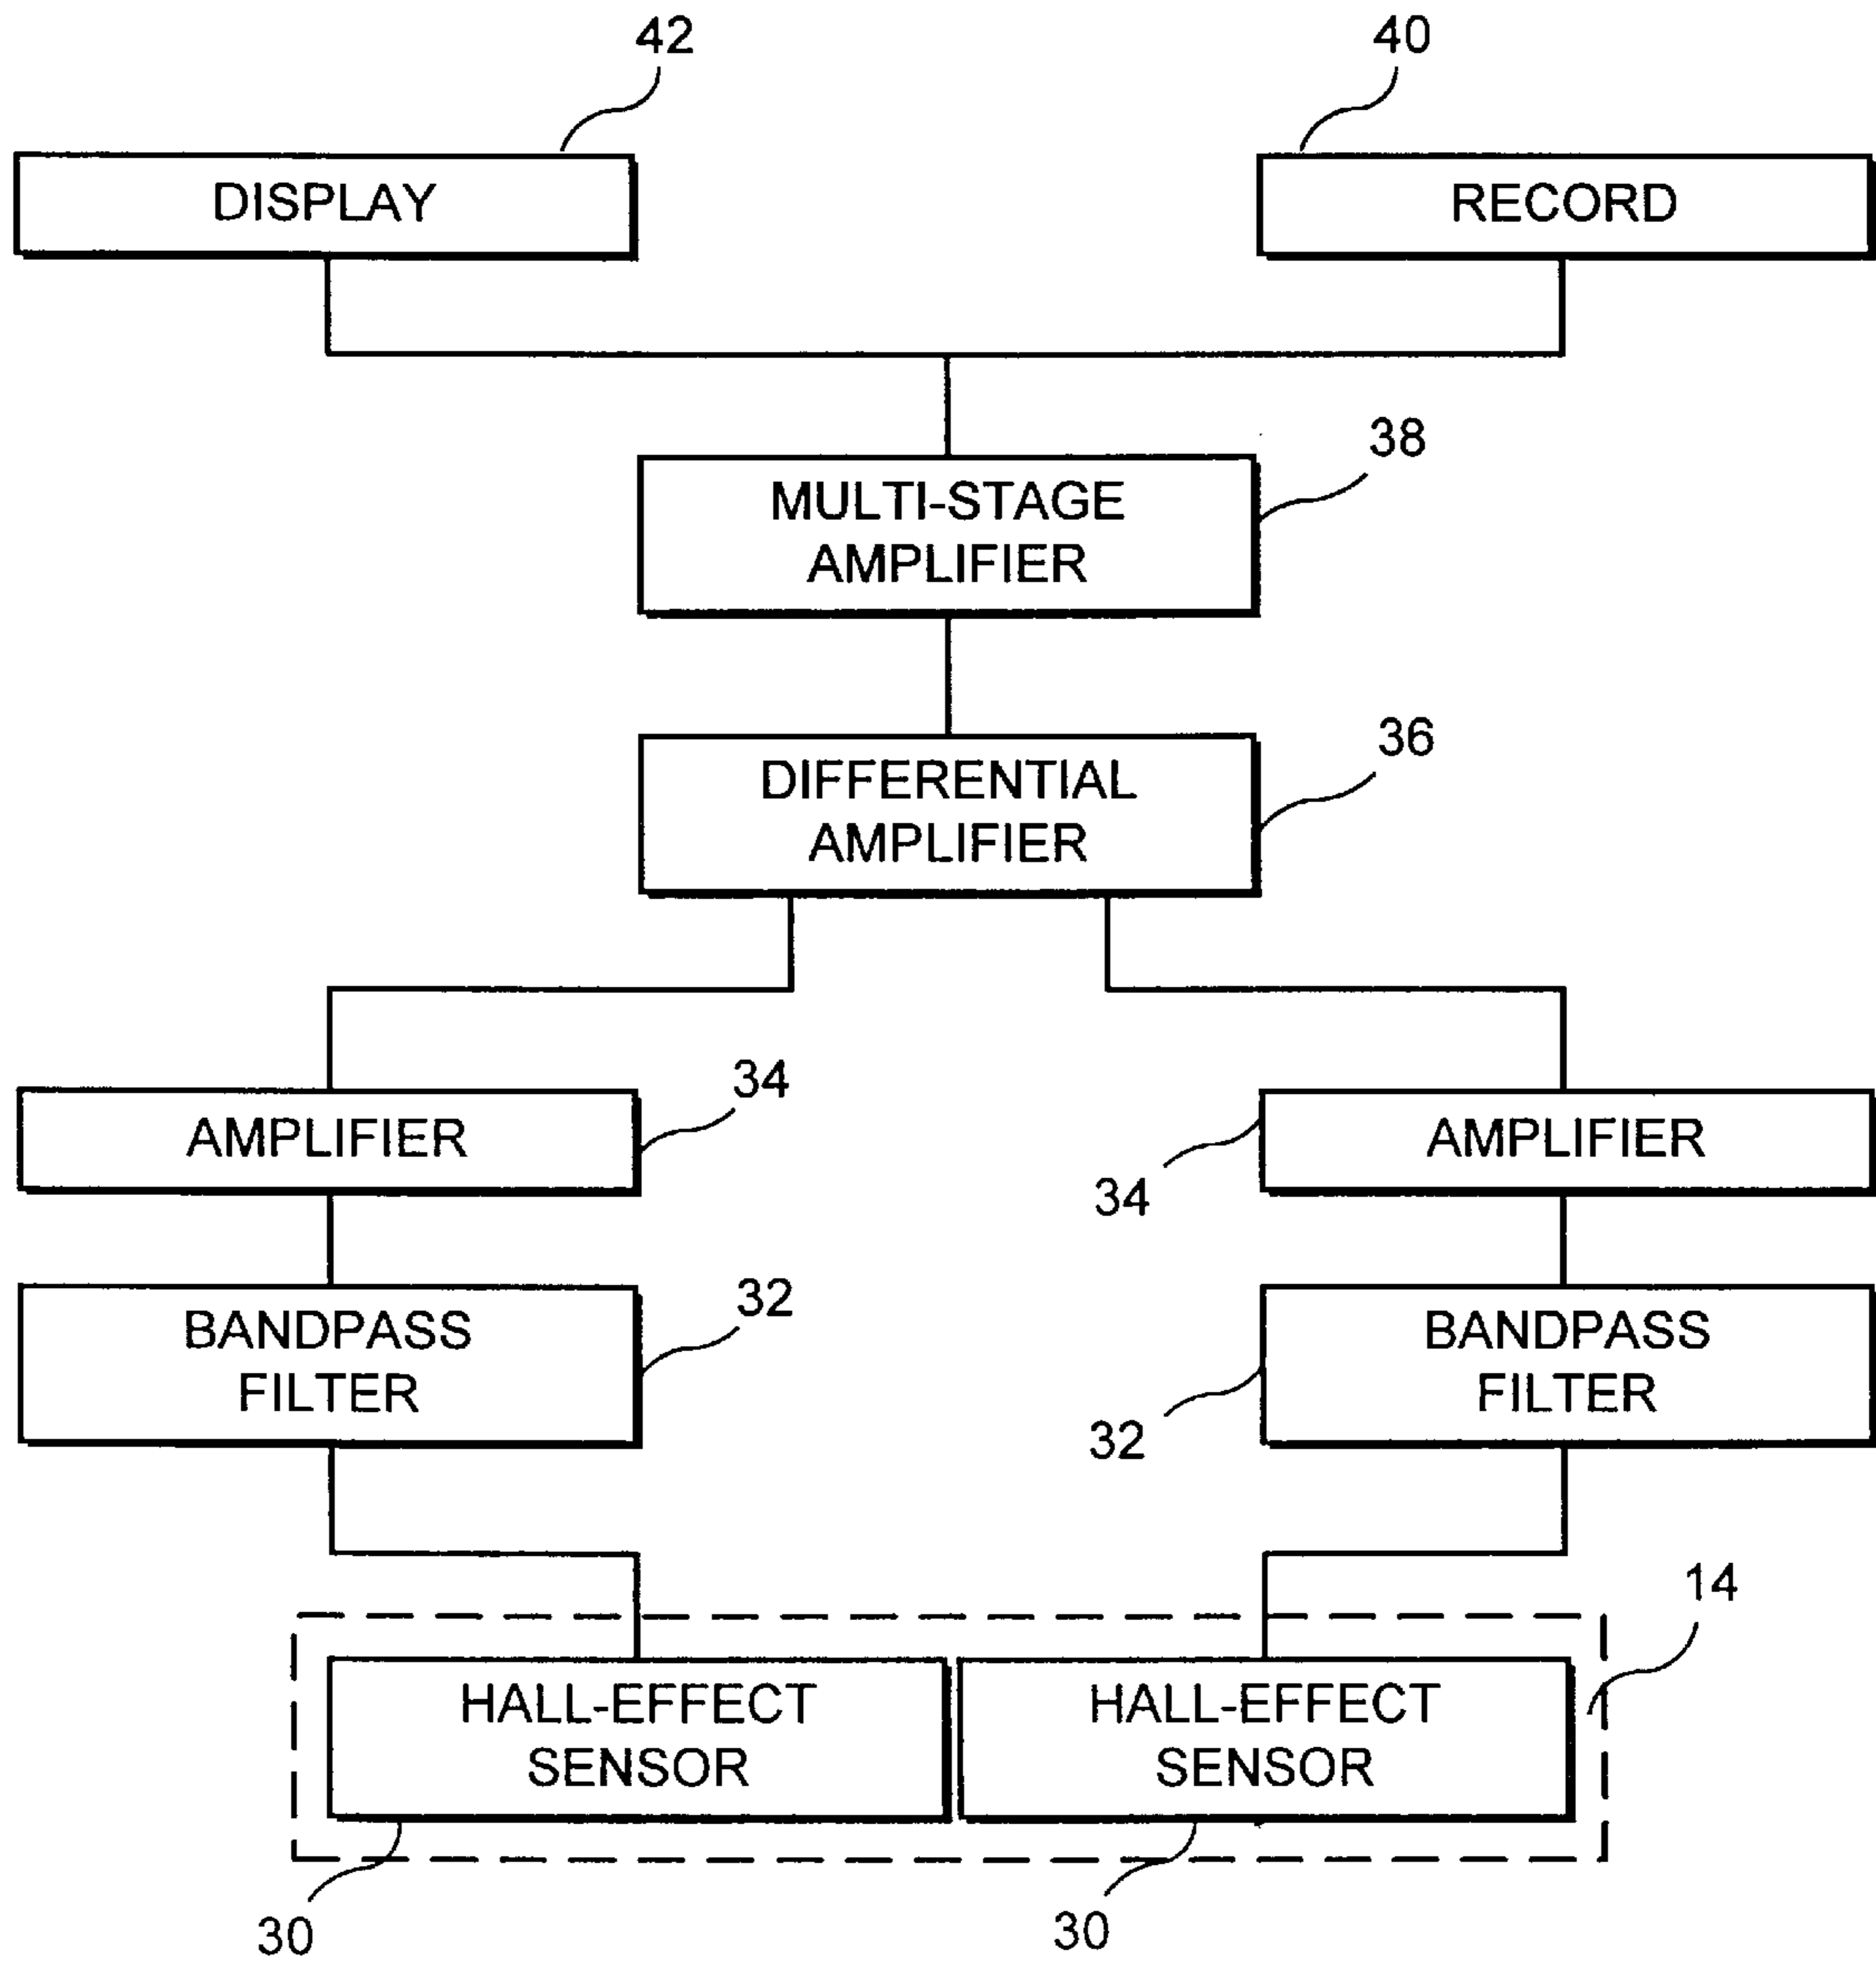 42
40
DISPLAY
RECORD
38
MULTI-STAGE
AMPLIFIER
36
DIFFERENTIAL
AMPLIFIER
34
AMPLIFIER
AMPLIFIER
34
32
BANDPASS
FILTER
BANDPASS
FILTER
32
14
HALL-EFFECT
SENSOR
HALL-EFFECT
SENSOR
30
30